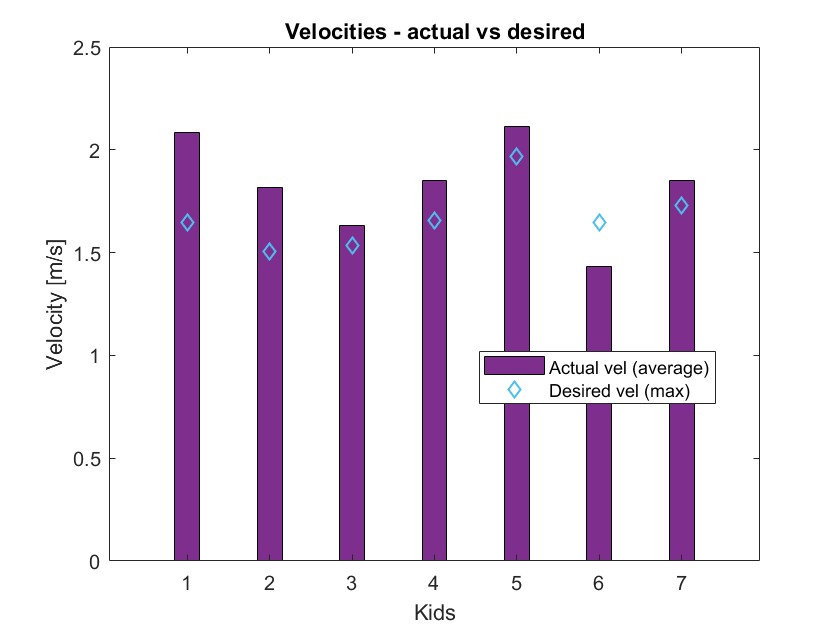 Velocities - actual vs desired
2.5
2
1.5
1
0.5
0
Velocity [m/s]
Actual vel (average)
Desired vel (max)
1 2 3 4 5 6 7
Kids